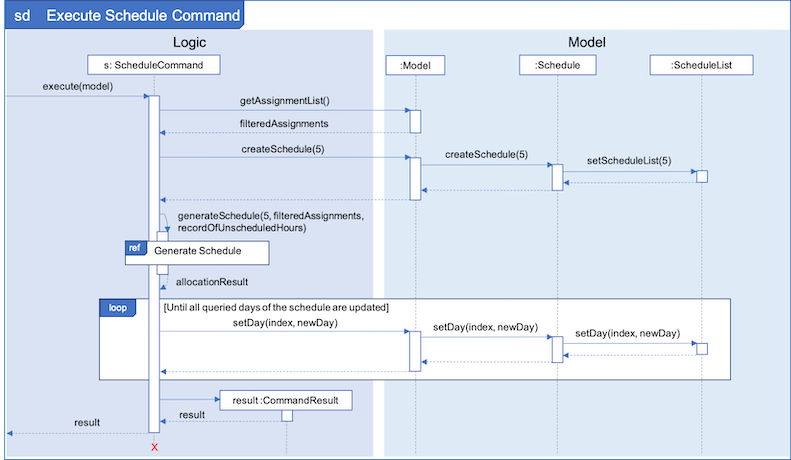 sd Execute Schedule Command
Logic
Model
s: ScheduleCommand
:Model
:Schedule
:ScheduleList
execute(model)
getAssignmentList()
filteredAssignments
createSchedule(5)
createSchedule(5)
setScheduleList(5)
generateSchedule(5, filteredAssignments,
recordOfUnscheduledHours)
ref
Generate Schedule
allocationResult
loop
[Until all queried days of the schedule are updated]
setDay(index, newDay)
setDay(index, newDay)
setDay(index, newDay)
result :CommandResult
result
result
X